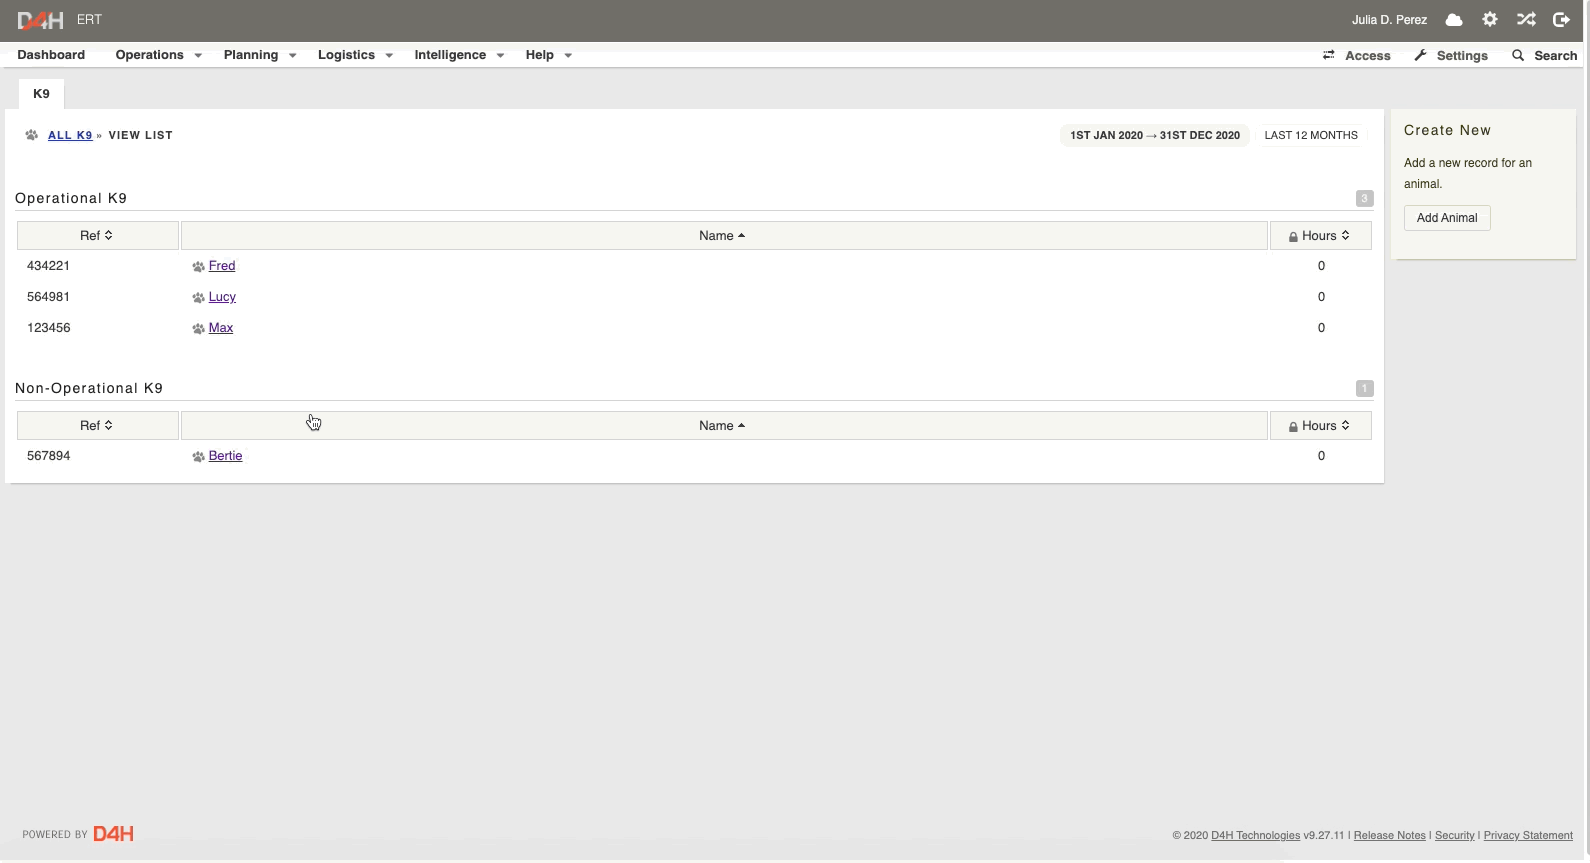 D4H ERT Julia D. Perez
Dashboard Operations Planning Logistics Intelligence Help Access Settings Search
K9
ALL K9 » VIEW LIST 1ST JAN 2020 → 31ST DEC 2020 LAST 12 MONTHS
Operational K9 3
Ref Name Hours
434221 Fred 0
564981 Lucy 0
123456 Max 0
Non-Operational K9 1
Ref Name Hours
567894 Bertie 0
Create New
Add a new record for an
animal.
Add Animal
POWERED BY D4H
© 2020 D4H Technologies v9.27.11 | Release Notes | Security | Privacy Statement